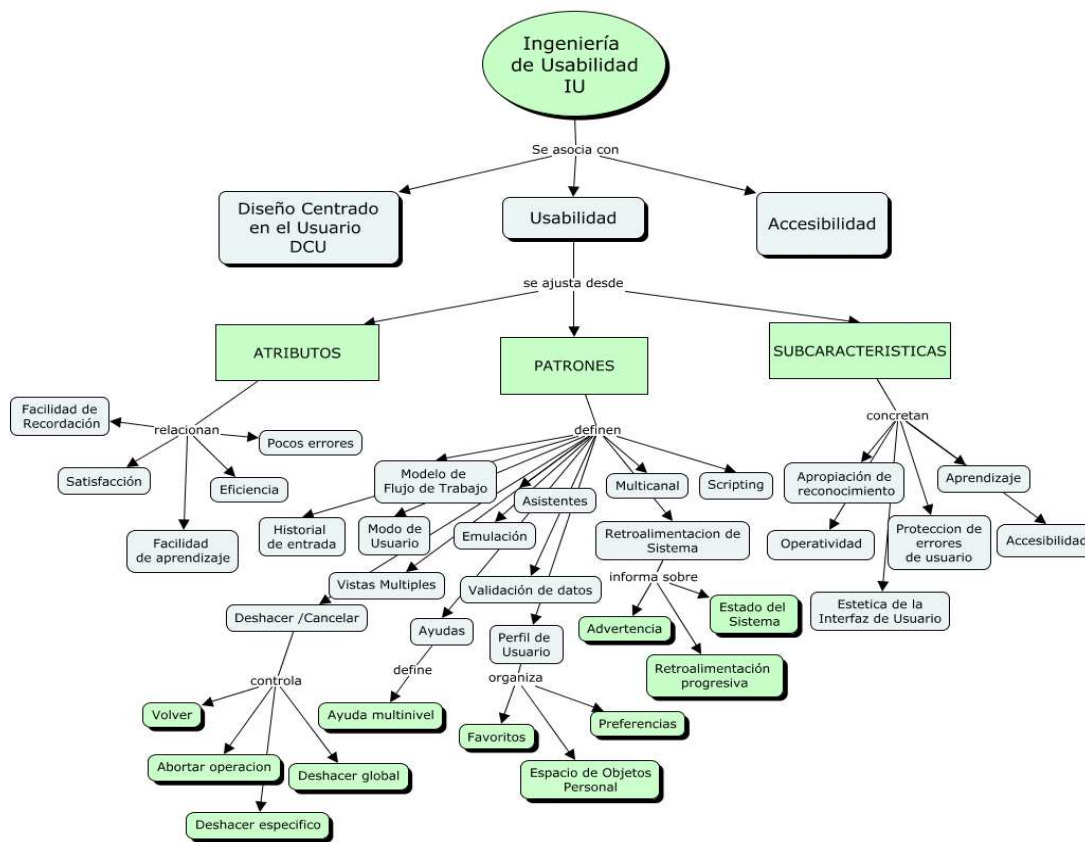 Ingeniería
de Usabilidad
IU
Se asocia con
Diseño Centrado
en el Usuario
DCU
Usabilidad
Accesibilidad
se ajusta desde
ATRIBUTOS
PATRONES
SUBCARACTERISTICAS
relacionan
Facilidad de
Recordación
Pocos errores
Satisfacción
Eficiencia
Facilidad
de aprendizaje
definen
Modelo de
Flujo de Trabajo
Multicanal
Scripting
Asistentes
Historial
de entrada
Modo de
Usuario
Emulación
Retroalimentacion de
Sistema
Vistas Multiples
Validación de datos
Deshacer /Cancelar
Ayudas
Perfil de
Usuario
informa sobre
Advertencia
Estado del
Sistema
Retroalimentación
progresiva
controla
Volver
Abortar operacion
Deshacer global
Deshacer especifico
define
Ayuda multinivel
organiza
Favoritos
Preferencias
Espacio de Objetos
Personal
concretan
Apropiación de
reconocimiento
Aprendizaje
Operatividad
Proteccion de
errores
de usuario
Accesibilidad
Estetica de la
Interfaz de Usuario